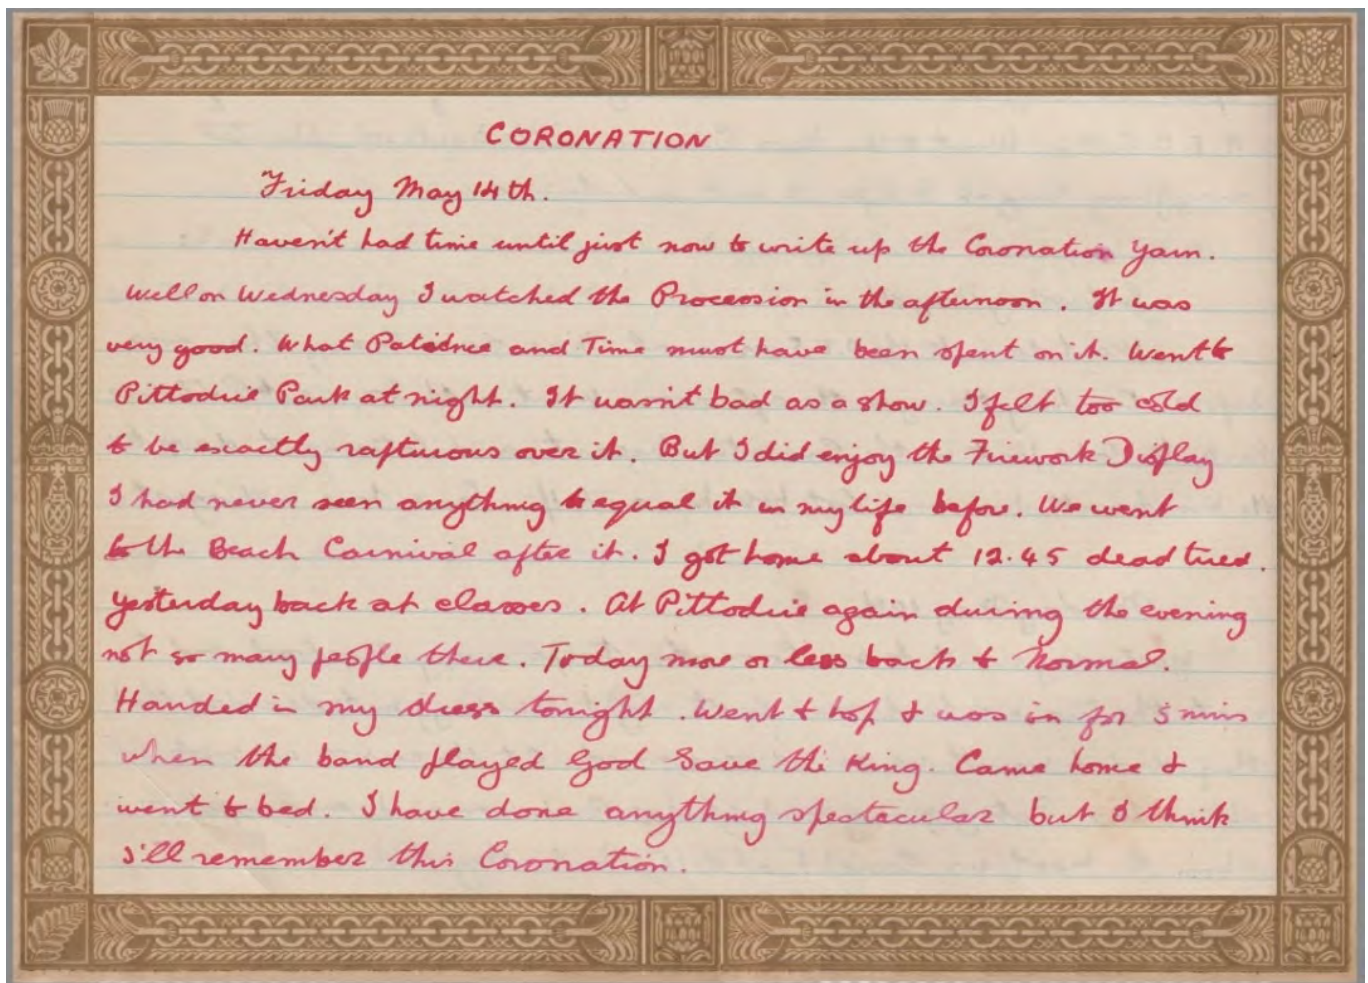 CORONATION
Friday May 14th.
Haven't had time until just now to write up the Coronation Yarn.
Well on Wednesday I watched the Procession in the afternoon. It was
very good. What Patience and Time must have been spent on it. Went to
Pittodrie Park at night. It wasn't bad as a show. I felt too cold
to be exactly rapturous over it. But I did enjoy the Firework Display
I had never seen anything to equal it in my life before. We went
to the Beach Carnival after it. I got home about 12.45 dead tired.
Yesterday back at classes. At Pittodrie again during the evening
not so many people there. Today more or less back to Normal.
Handed in my dress tonight. Went to hop & was in for 5 mins
when the band played God Save the King. Came home &
went to bed. I have done anything spectacular but I think
I'll remember this Coronation.